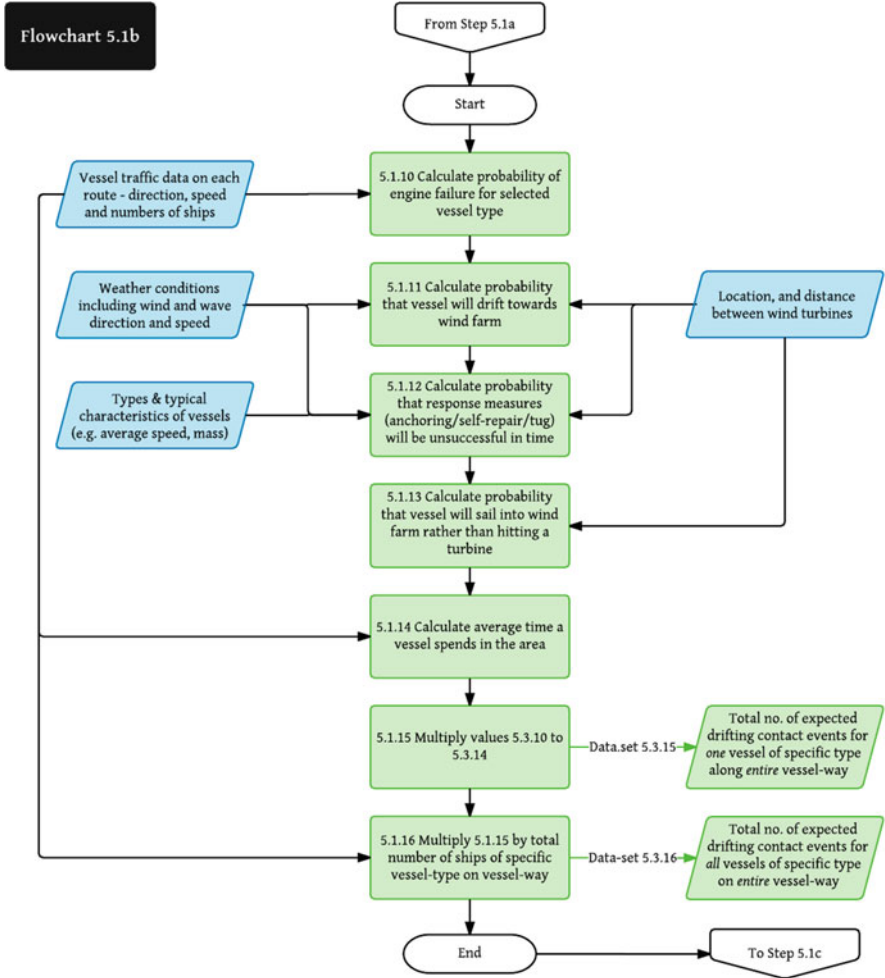 Flowchart 5.1b
From Step 5.1a
Start
Vessel traffic data on each
route - direction, speed
and numbers of ships
5.1.10 Calculate probability of
engine failure for selected
vessel type
Weather conditions
including wind and wave
direction and speed
5.1.11 Calculate probability
that vessel will drift towards
wind farm
Location, and distance
between wind turbines
Types & typical
characteristics of vessels
(e.g. average speed, mass)
5.1.12 Calculate probability
that response measures
(anchoring/self-repair/tug)
will be unsuccessful in time
5.1.13 Calculate probability
that vessel will sail into wind
farm rather than hitting a
turbine
5.1.14 Calculate average time a
vessel spends in the area
5.1.15 Multiply values 5.3.10 to
5.3.14
Data.set 5.3.15
Total no. of expected
drifting contact events for
one vessel of specific type
along entire vessel-way
5.1.16 Multiply 5.1.15 by total
number of ships of specific
vessel-type on vessel-way
Data-set 5.3.16
Total no. of expected
drifting contact events for
all vessels of specific type
on entire vessel-way
End
To Step 5.1c